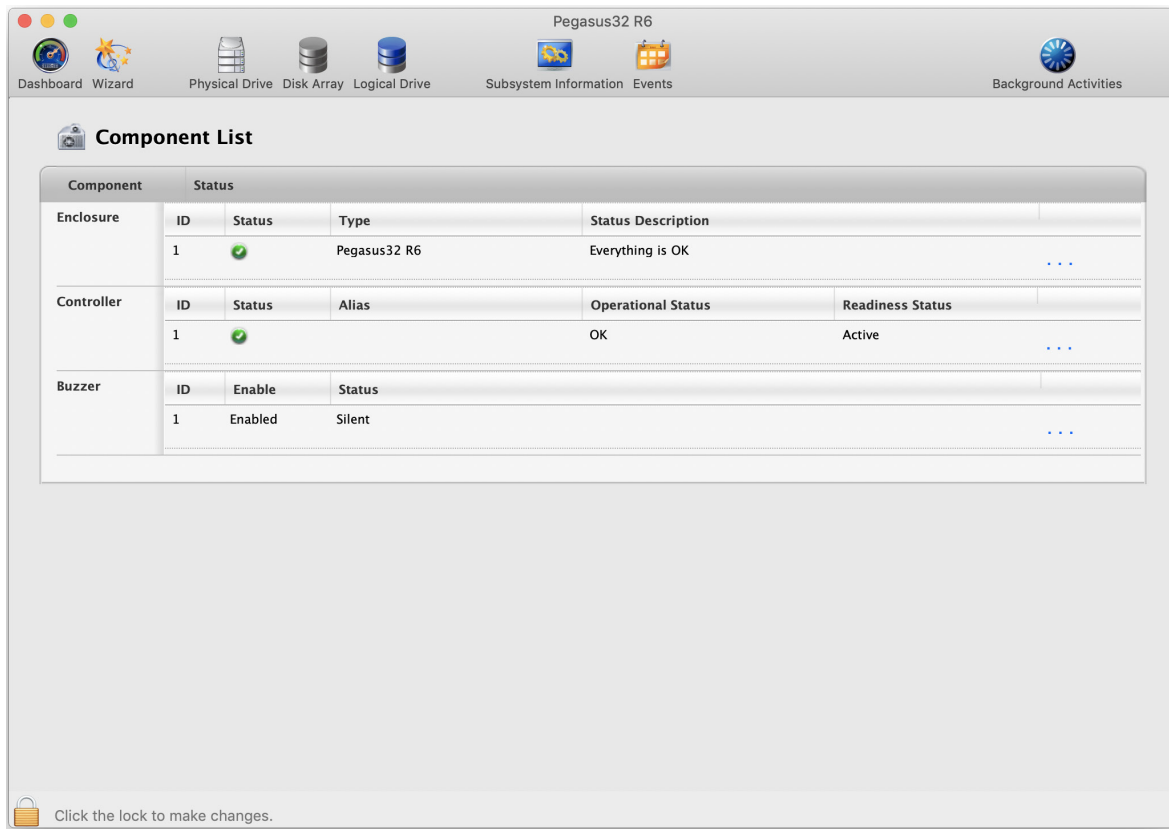 Pegasus32 R6
Dashboard Wizard Physical Drive Disk Array Logical Drive Subsystem Information Events Background Activities
Component List
Component Status
Enclosure ID Status Type Status Description
1 Pegasus32 R6 Everything is OK ...
Controller ID Status Alias Operational Status Readiness Status
1 OK Active ...
Buzzer ID Enable Status
1 Enabled Silent ...
Click the lock to make changes.